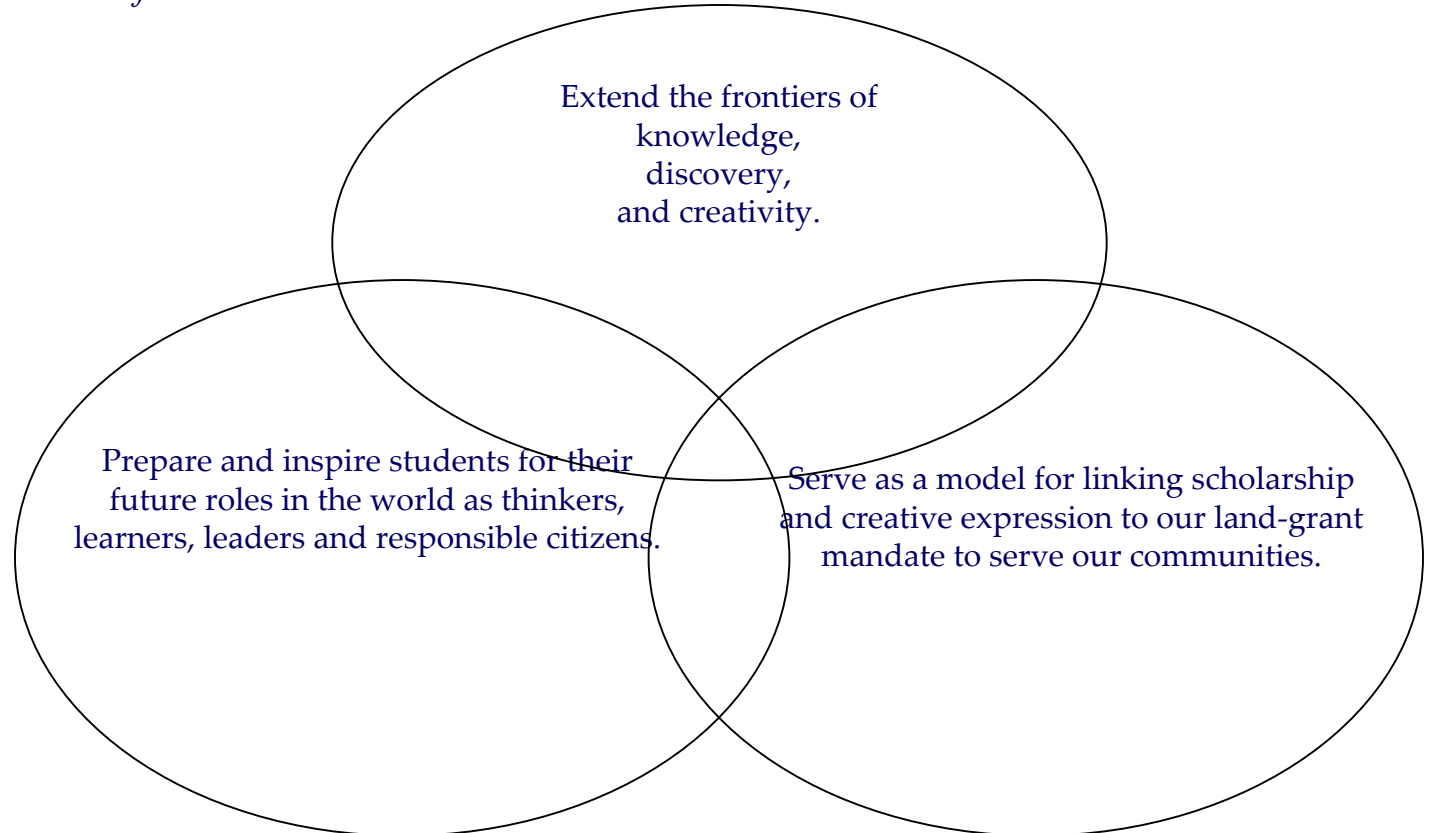 Extend the frontiers of
knowledge,
discovery,
and creativity.
Prepare and inspire students for their
future roles in the world as thinkers,
learners, leaders and responsible citizens.
Serve as a model for linking scholarship
and creative expression to our land-grant
mandate to serve our communities.